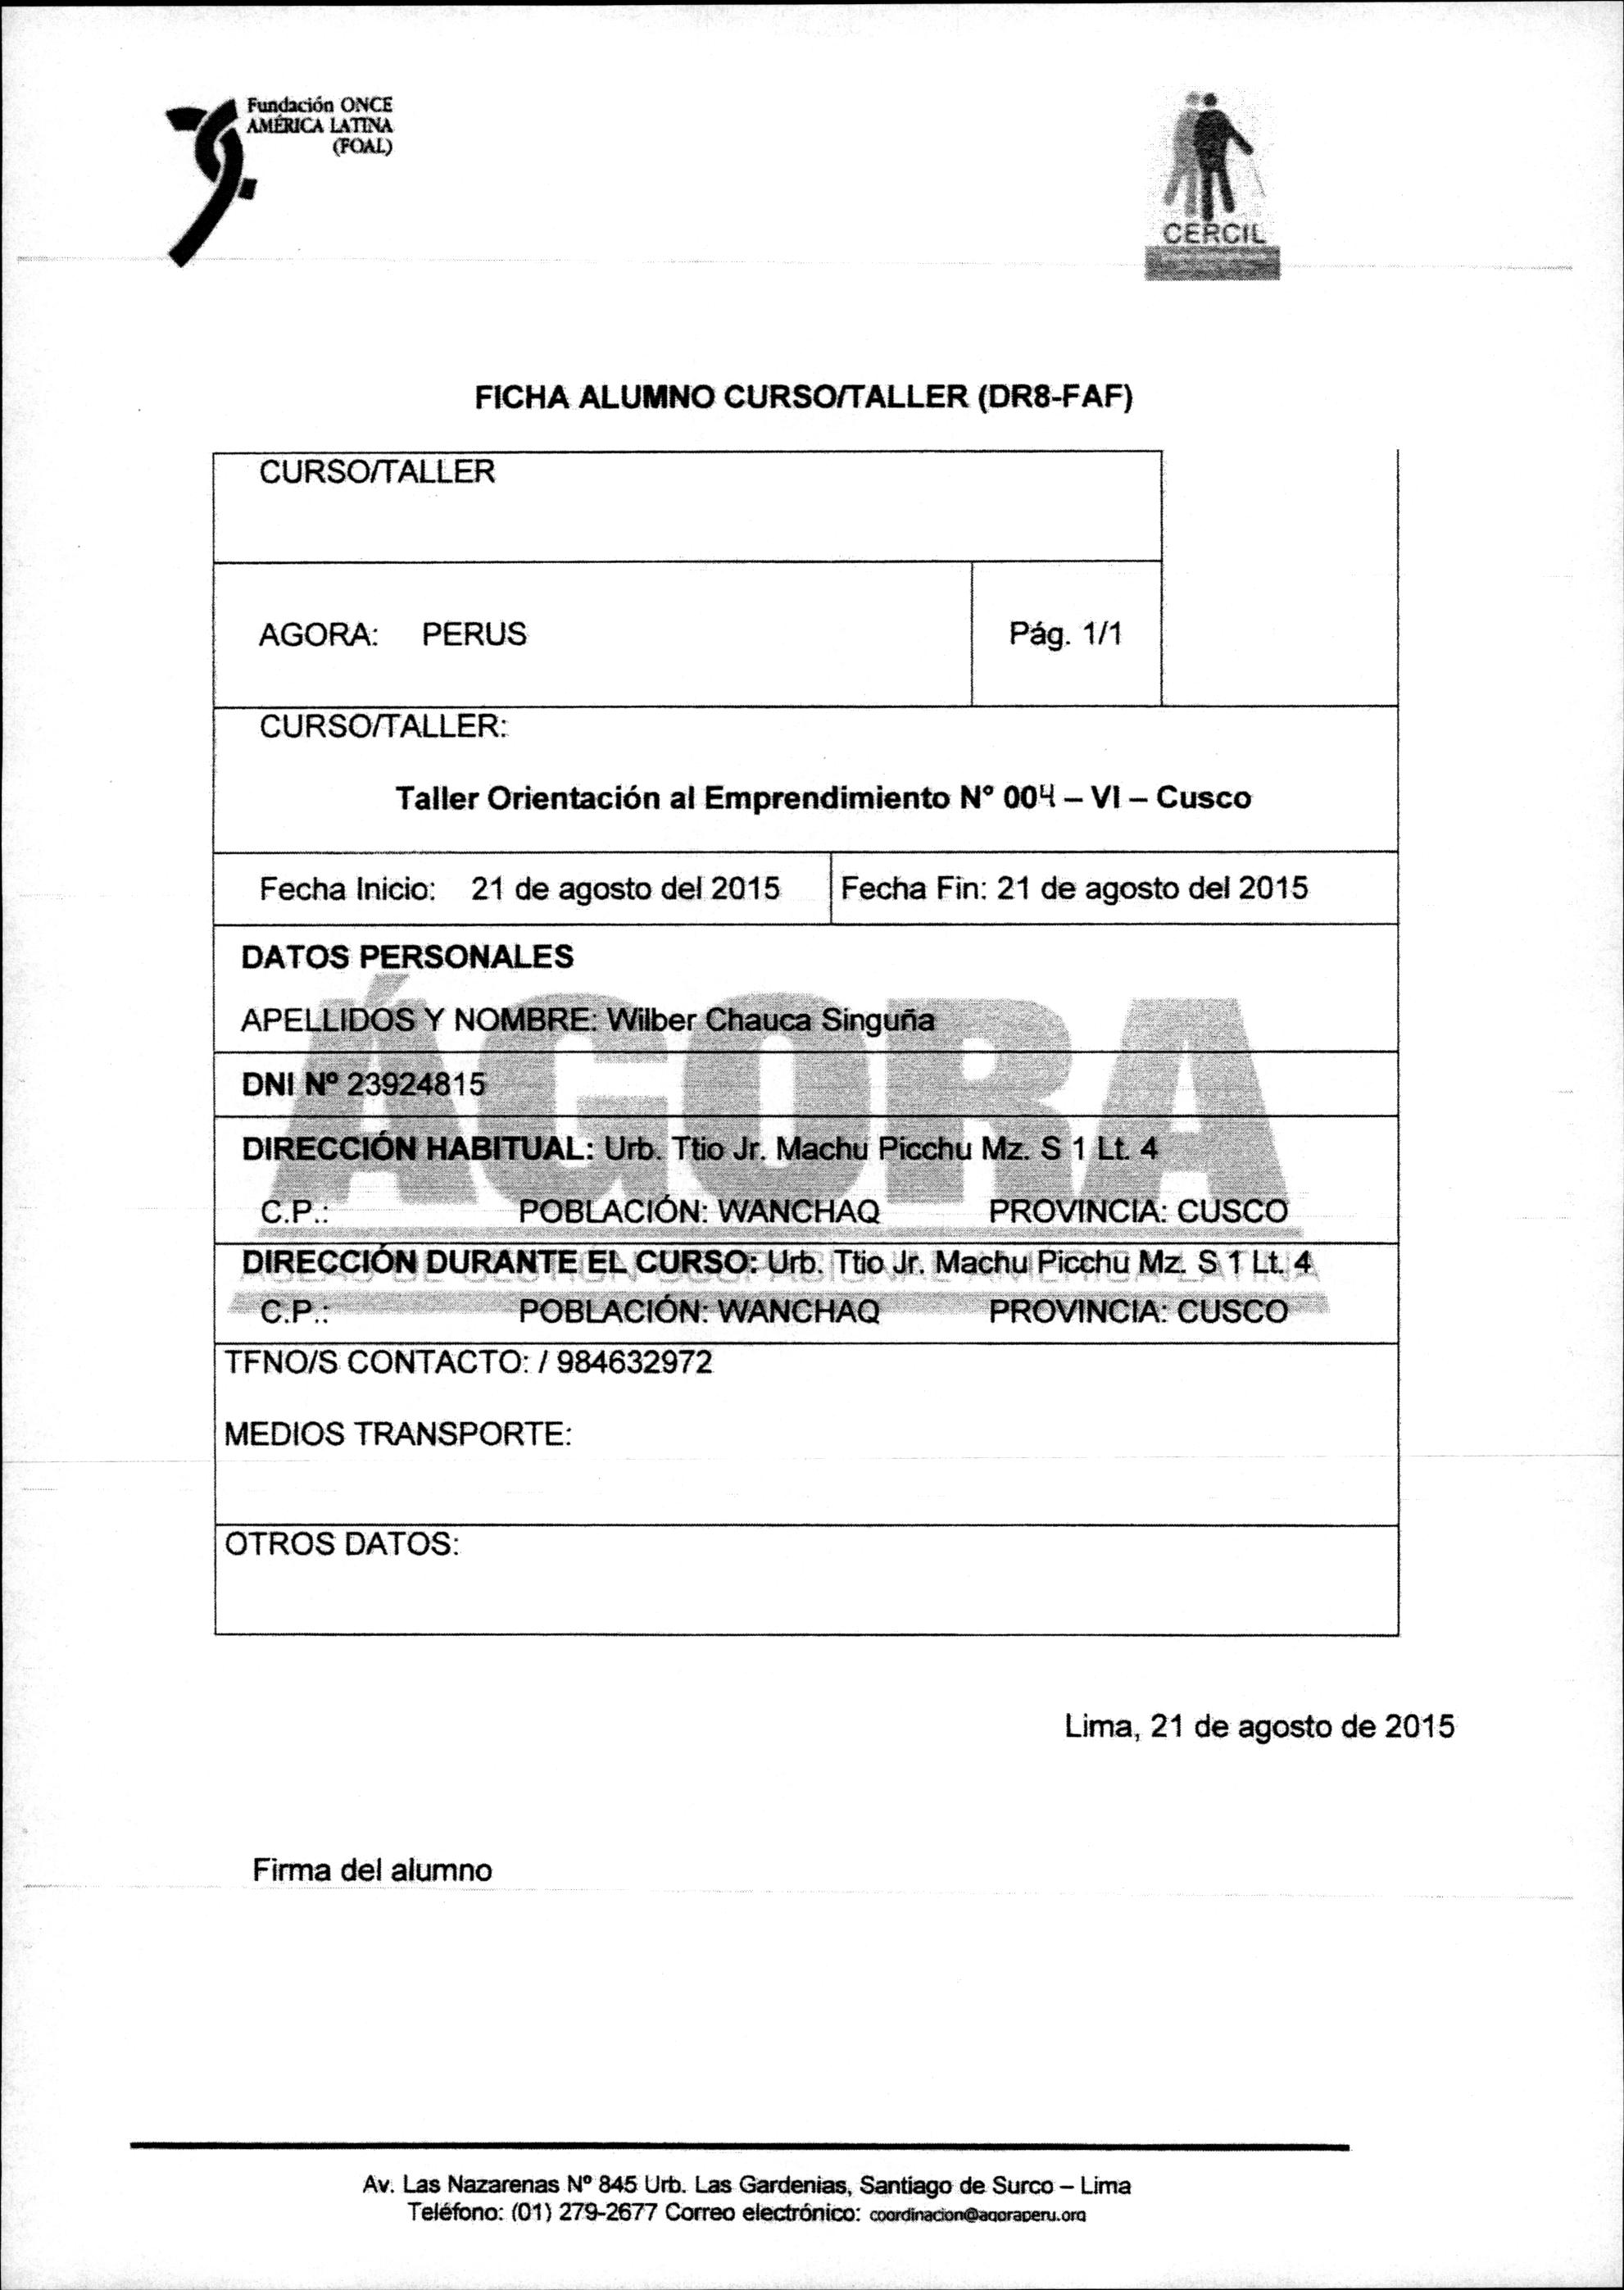 Fundación ONCE
AMÉRICA LATINA
(FOAL)
CERCIL
FICHA ALUMNO CURSO/TALLER (DR8-FAF)
CURSO/TALLER
AGORA: PERUS
Pág. 1/1
CURSO/TALLER:
Taller Orientación al Emprendimiento N° 004 – VI – Cusco
Fecha Inicio: 21 de agosto del 2015
Fecha Fin: 21 de agosto del 2015
DATOS PERSONALES
ÁGORA
APELLIDOS Y NOMBRE: Wilber Chauca Singuña
DNI Nº 23924815
DIRECCIÓN HABITUAL: Urb. Ttio Jr. Machu Picchu Mz. S 1 Lt. 4
C.P.: POBLACIÓN: WANCHAQ PROVINCIA: CUSCO
DIRECCIÓN DURANTE EL CURSO: Urb. Ttio Jr. Machu Picchu Mz. S 1 Lt. 4
C.P.: POBLACIÓN: WANCHAQ PROVINCIA: CUSCO
TFNO/S CONTACTO: / 984632972
MEDIOS TRANSPORTE:
OTROS DATOS:
Lima, 21 de agosto de 2015
Firma del alumno
Av. Las Nazarenas Nº 845 Urb. Las Gardenias, Santiago de Surco – Lima
Teléfono: (01) 279-2677 Correo electrónico: coordinacion@agoraperu.org